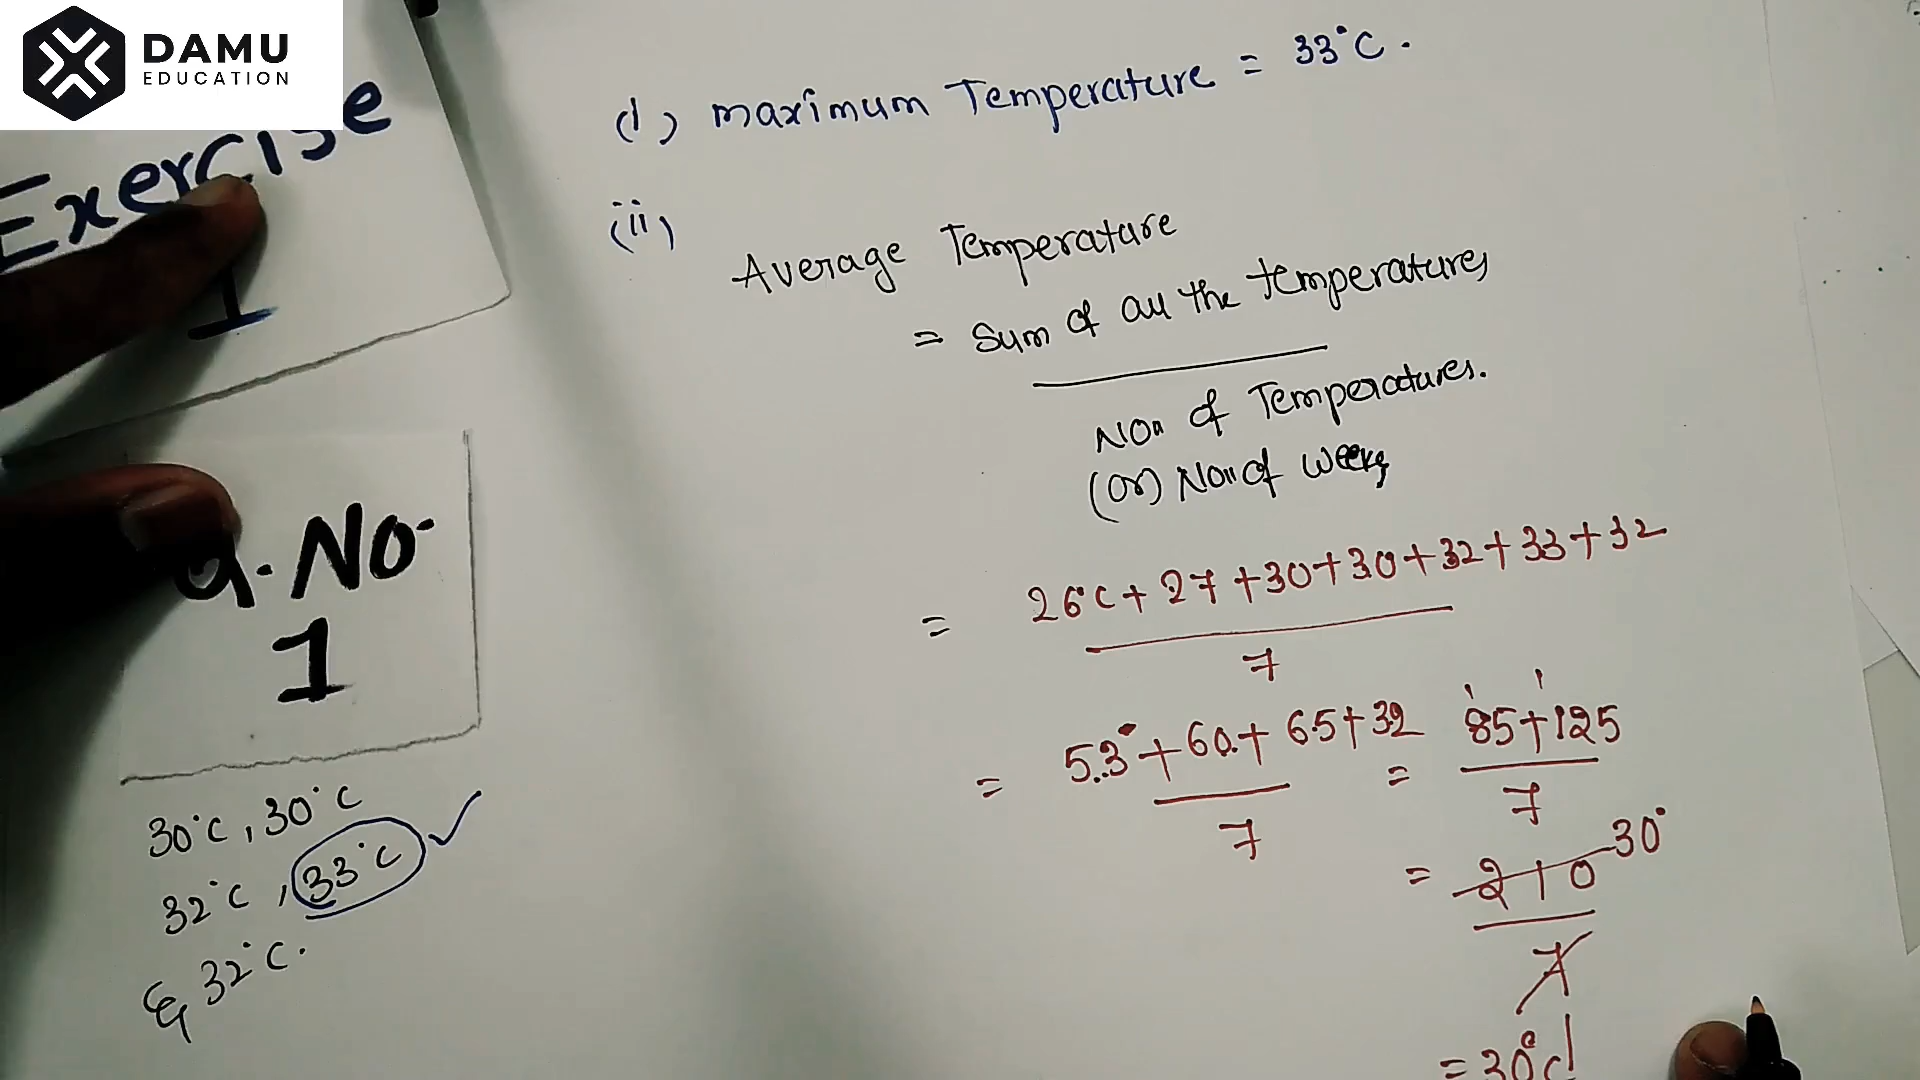 DAMU
EDUCATION
Exercise
1
Q. No.
1
30°C, 30°C
32°C, 33°C ✓
& 32°C.
(i) maximum Temperature = 33°C.
(ii)
Average Temperature
= Sum of all the temperatures
No" of Temperatures.
(or) No" of weeks
= 26°C + 27 + 30 + 30 + 32 + 33 + 32
7
= 53° + 60 + 65 + 32 = 85 + 125
7 7
= 210 30°
7
= 30°C